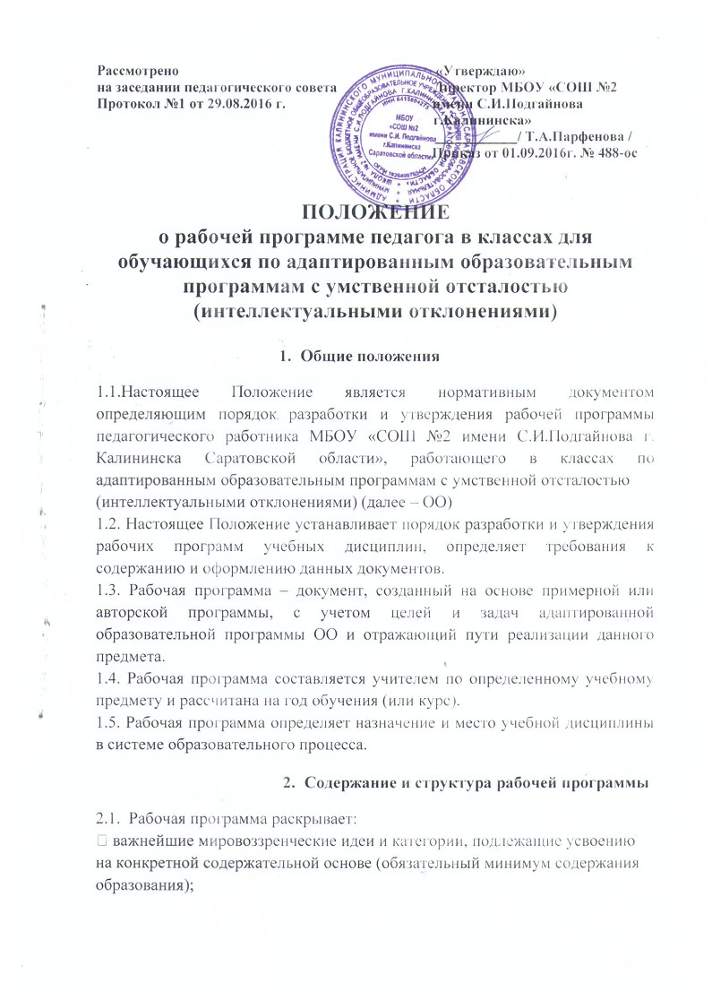 Рассмотрено
на заседании педагогического совета
Протокол №1 от 29.08.2016 г.
«Утверждаю»
Директор МБОУ «СОШ №2
имени С.И.Подгайнова
г.Калининска»
____________/ Т.А.Парфенова /
Приказ от 01.09.2016г. № 488-ос
МБОУ
«СОШ №2
имени С.И. Подгайнова
г.Калининска
Саратовской области»
ПОЛОЖЕНИЕ
о рабочей программе педагога в классах для
обучающихся по адаптированным образовательным
программам с умственной отсталостью
(интеллектуальными отклонениями)
1. Общие положения
1.1.Настоящее Положение является нормативным документом
определяющим порядок разработки и утверждения рабочей программы
педагогического работника МБОУ «СОШ №2 имени С.И.Подгайнова г.
Калининска Саратовской области», работающего в классах по
адаптированным образовательным программам с умственной отсталостью
(интеллектуальными отклонениями) (далее – ОО)
1.2. Настоящее Положение устанавливает порядок разработки и утверждения
рабочих программ учебных дисциплин, определяет требования к
содержанию и оформлению данных документов.
1.3. Рабочая программа – документ, созданный на основе примерной или
авторской программы, с учетом целей и задач адаптированной
образовательной программы ОО и отражающий пути реализации данного
предмета.
1.4. Рабочая программа составляется учителем по определенному учебному
предмету и рассчитана на год обучения (или курс).
1.5. Рабочая программа определяет назначение и место учебной дисциплины
в системе образовательного процесса.
2. Содержание и структура рабочей программы
2.1. Рабочая программа раскрывает:
важнейшие мировоззренческие идеи и категории, подлежащие усвоению
на конкретной содержательной основе (обязательный минимум содержания
образования);